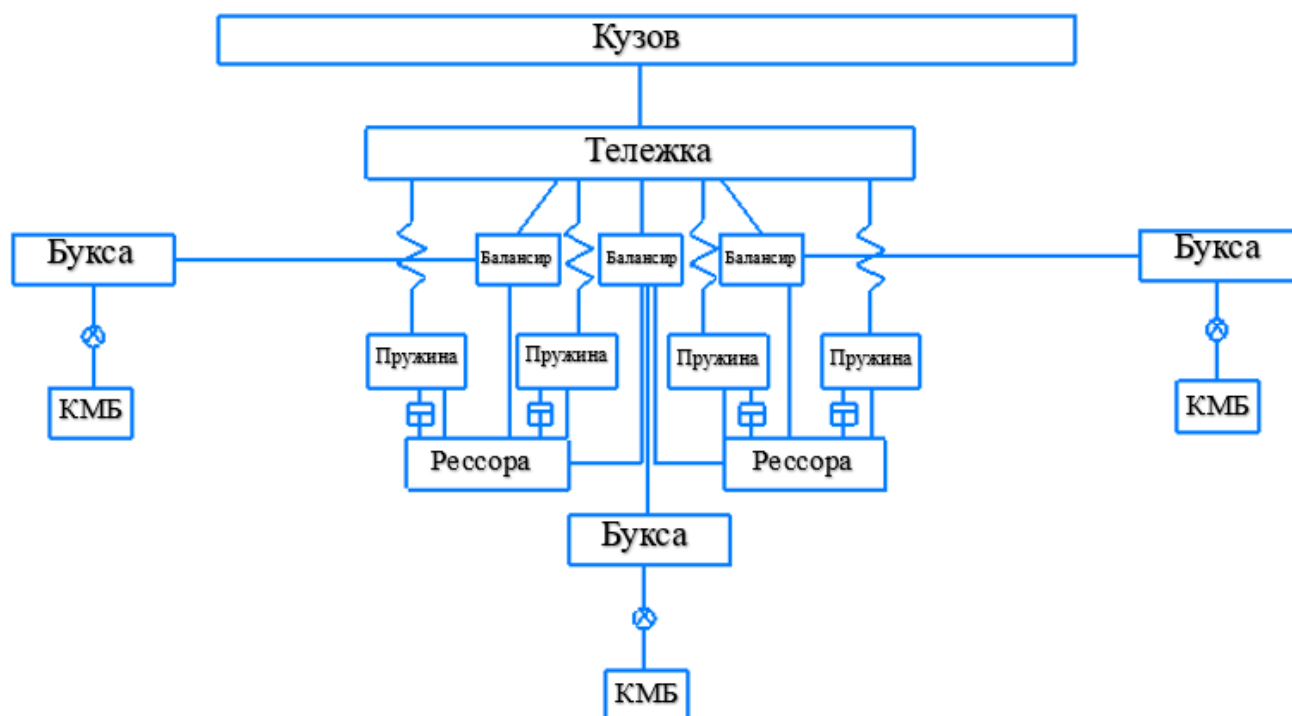 Кузов
Тележка
Букса
Балансир
Балансир
Балансир
Букса
Пружина
Пружина
Пружина
Пружина
КМБ
КМБ
Рессора
Рессора
Букса
КМБ